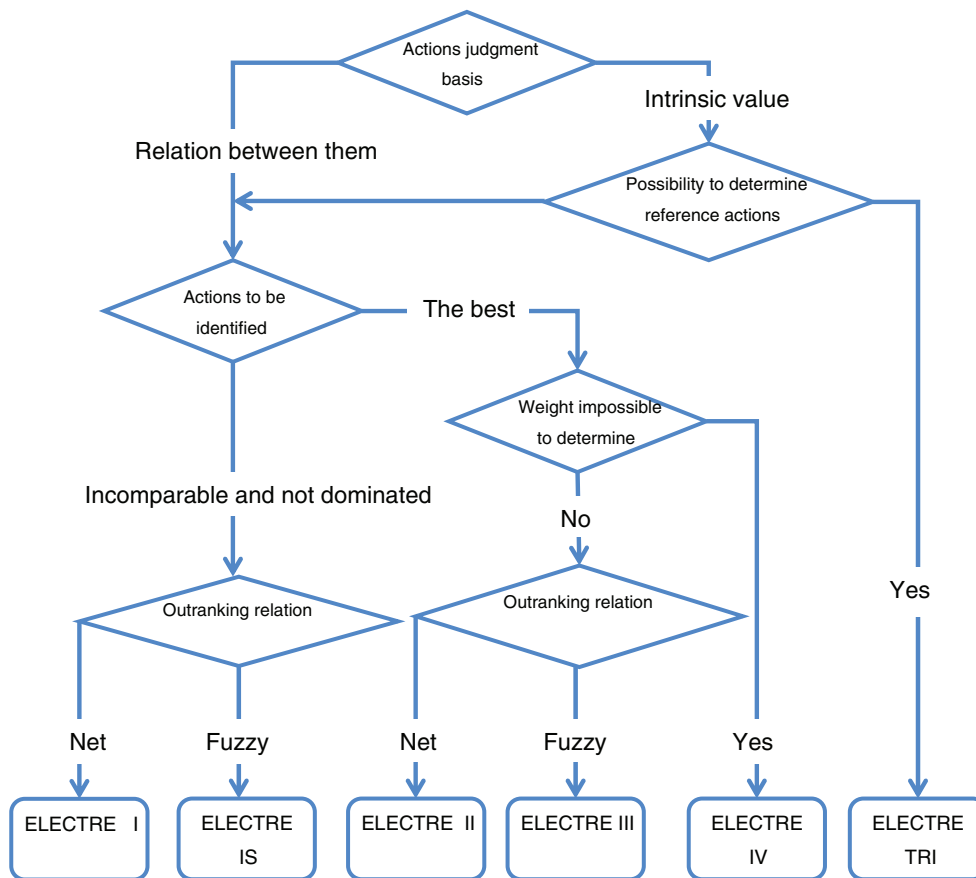 Actions judgment
basis
Intrinsic value
Relation between them
Possibility to determine
reference actions
Actions to be
identified
The best
Weight impossible
to determine
Incomparable and not dominated
No
Yes
Outranking relation
Outranking relation
Net
Fuzzy
Net
Fuzzy
Yes
ELECTRE I
ELECTRE
IS
ELECTRE II
ELECTRE III
ELECTRE
IV
ELECTRE
TRI